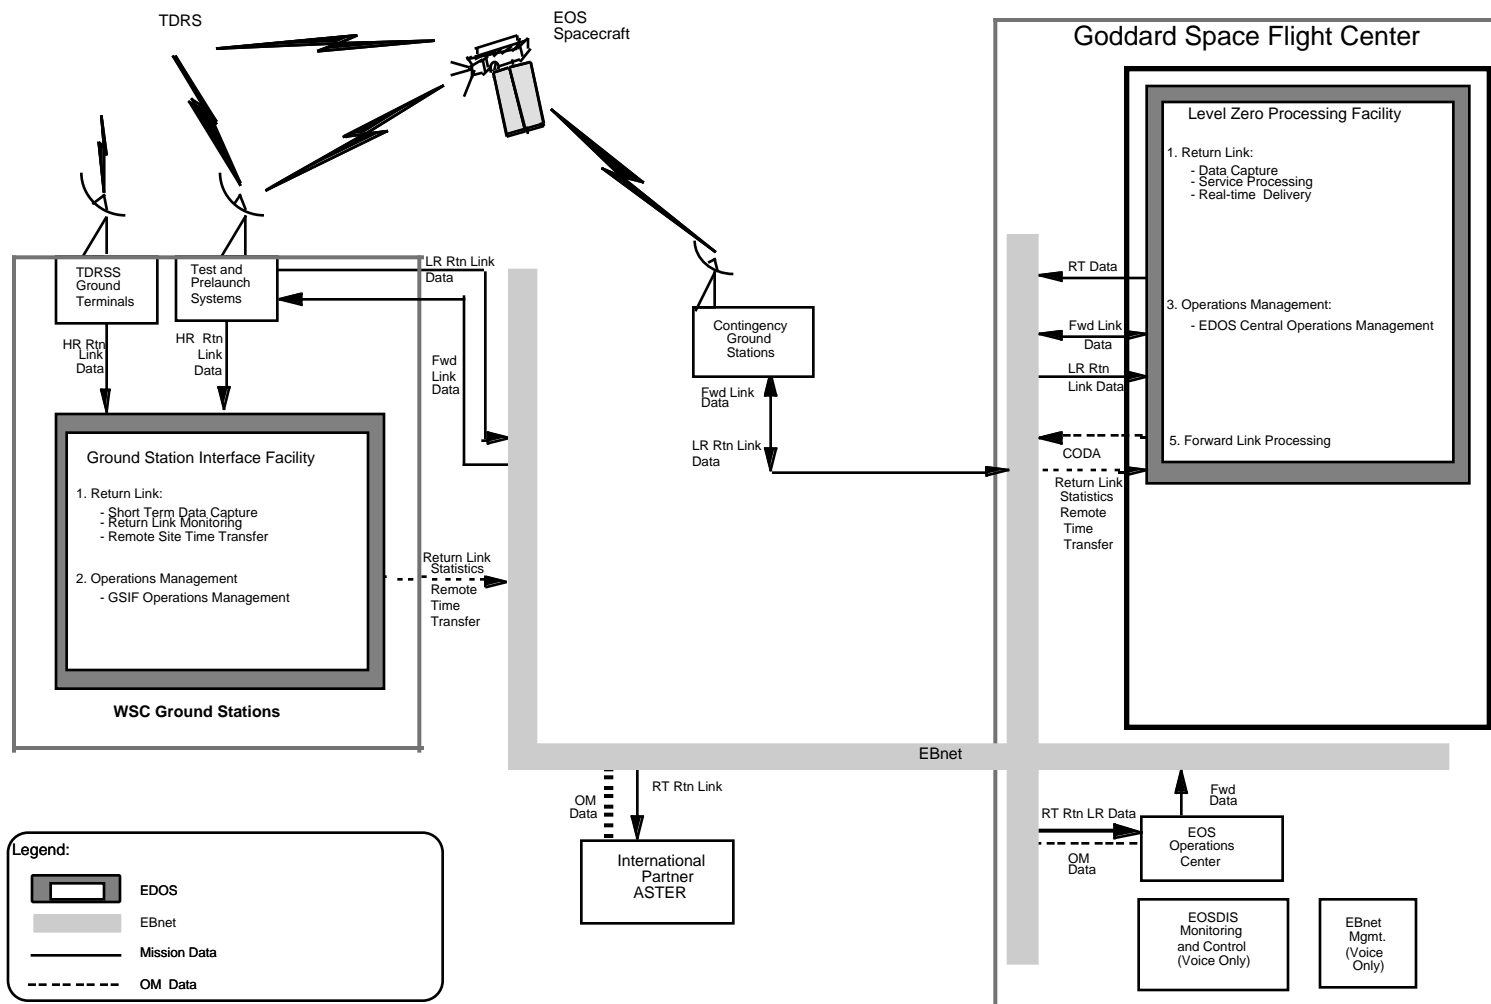 TDRS
EOS
Spacecraft
Goddard Space Flight Center
Level Zero Processing Facility
1. Return Link:
- Data Capture
- Service Processing
- Real-time Delivery
3. Operations Management:
- EDOS Central Operations Management
5. Forward Link Processing
TDRSS
Ground
Terminals
Test and
Prelaunch
Systems
LR Rtn Link
Data
HR Rtn
Link
Data
HR Rtn
Link
Data
Fwd
Link
Data
Contingency
Ground
Stations
Fwd Link
Data
LR Rtn Link
Data
RT Data
Fwd Link
Data
LR Rtn
Link Data
CODA
Return Link
Statistics
Remote
Time
Transfer
Ground Station Interface Facility
1. Return Link:
- Short Term Data Capture
- Return Link Monitoring
- Remote Site Time Transfer
2. Operations Management
- GSIF Operations Management
Return Link
Statistics
Remote
Time
Transfer
WSC Ground Stations
EBnet
OM
Data
RT Rtn Link
International
Partner
ASTER
Fwd
Data
RT Rtn LR Data
OM
Data
EOS
Operations
Center
EOSDIS
Monitoring
and Control
(Voice Only)
EBnet
Mgmt.
(Voice
Only)
Legend:
EDOS
EBnet
Mission Data
OM Data